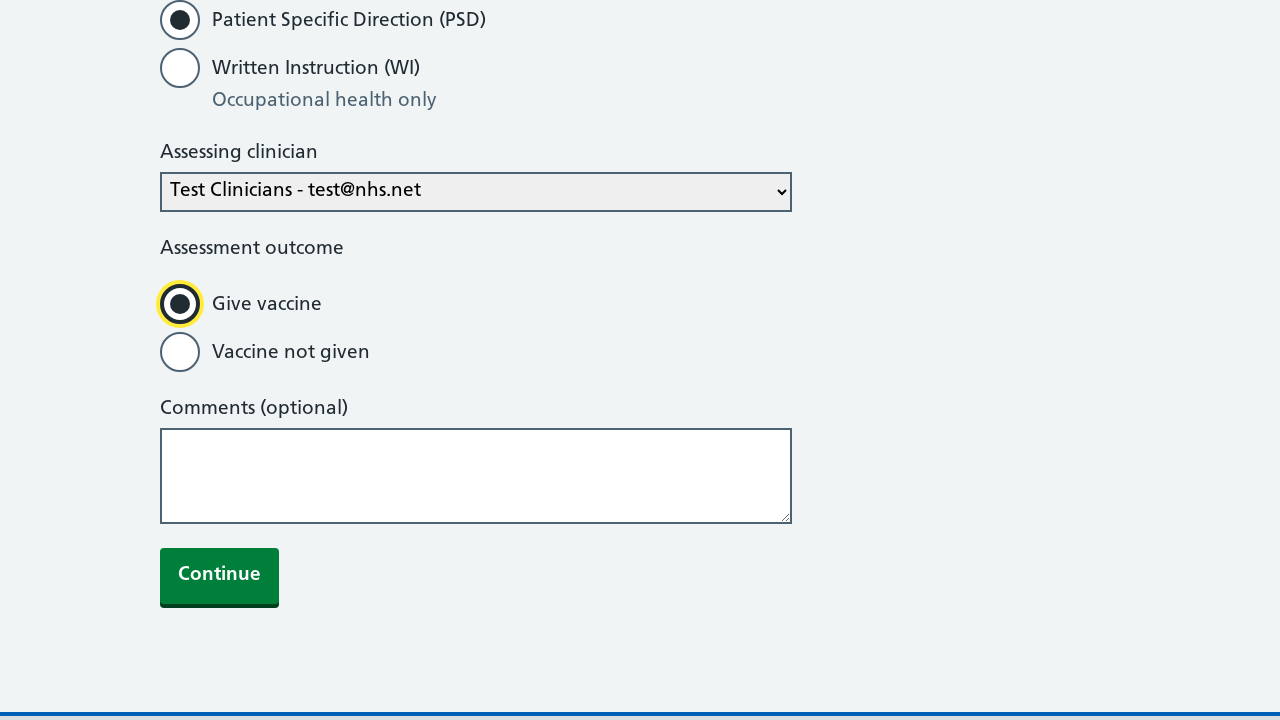 Patient Specific Direction (PSD)
Written Instruction (WI)
Occupational health only
Assessing clinician
Test Clinicians - test@nhs.net
Assessment outcome
Give vaccine
Vaccine not given
Comments (optional)
Continue